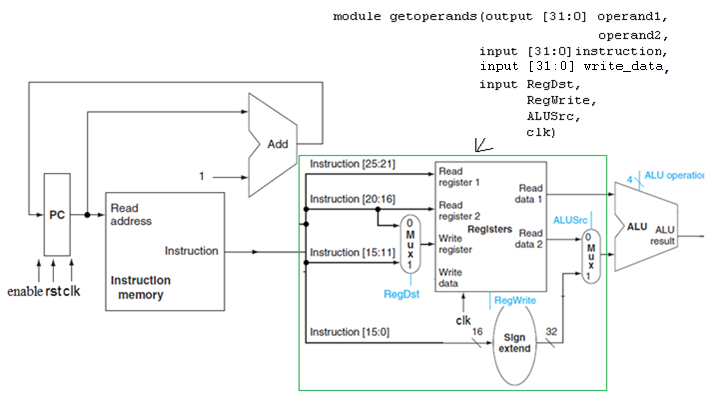 module getoperands(output [31:0] operand1,
operand2,
input [31:0]instruction,
input [31:0] write_data,
input RegDst,
RegWrite,
ALUSrc,
clk)
Add
1
PC
enable rst clk
Read
address
Instruction
Instruction
memory
Instruction [25:21]
Instruction [20:16]
Instruction [15:11]
Instruction [15:0]
0
M
u
x
1
RegDst
Read
register 1
Read
register 2
Write
register
Write
data
Registers
Read
data 1
Read
data 2
clk
RegWrite
16
Sign
extend
32
ALUSrc
0
M
u
x
1
4
ALU operation
ALU
ALU
result